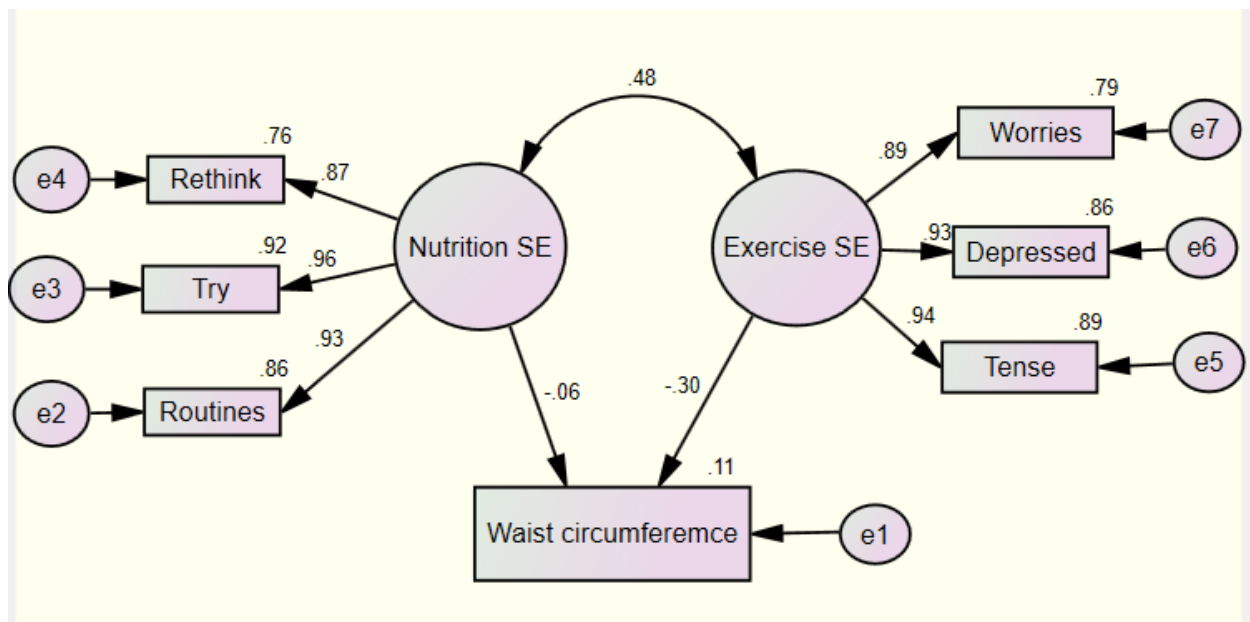 .48
.79
Worries
e7
.89
.76
e4
Rethink
.87
.86
Nutrition SE
Exercise SE
.93
Depressed
e6
.92
.96
e3
Try
.94
.89
Tense
e5
.93
.86
e2
Routines
-.06
-.30
.11
Waist circumferemce
e1